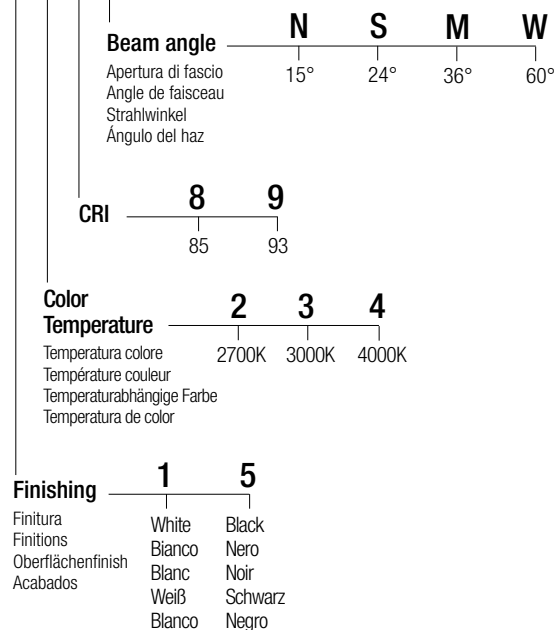 Beam angle N S M W
Apertura di fascio 15° 24° 36° 60°
Angle de faisceau
Strahlwinkel
Ángulo del haz
CRI 8 9
85 93
Color
Temperature 2 3 4
Temperatura colore 2700K 3000K 4000K
Température couleur
Temperaturabhängige Farbe
Temperatura de color
Finishing 1 5
Finitura White Black
Finitions Bianco Nero
Oberflächenfinish Blanc Noir
Acabados Weiß Schwarz
Blanco Negro